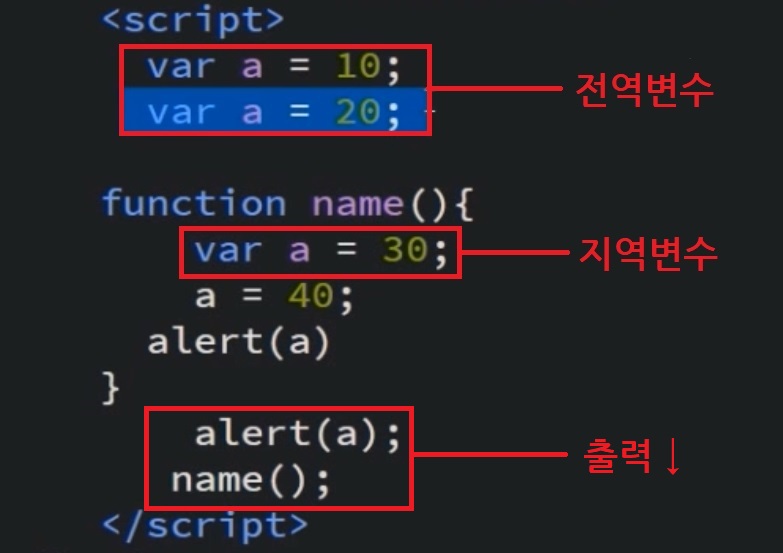 <script>
var a = 10;
var a = 20;
전역변수
function name(){
var a = 30;
지역변수
a = 40;
alert(a)
}
alert(a);
name();
출력↓
</script>